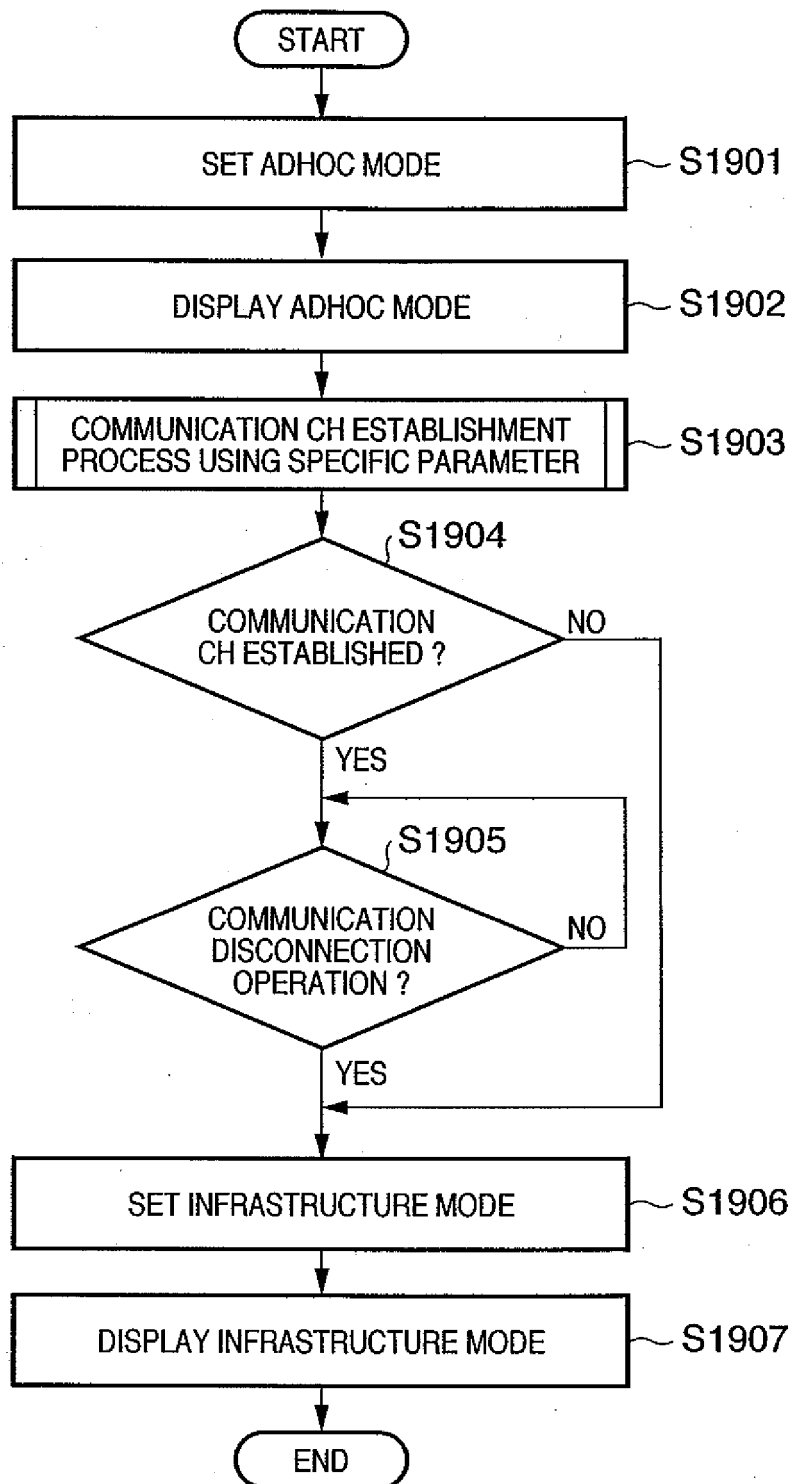 START
SET ADHOC MODE
S1901
DISPLAY ADHOC MODE
S1902
COMMUNICATION CH ESTABLISHMENT
PROCESS USING SPECIFIC PARAMETER
S1903
S1904
COMMUNICATION
CH ESTABLISHED ?
NO
YES
S1905
COMMUNICATION
DISCONNECTION
OPERATION ?
NO
YES
SET INFRASTRUCTURE MODE
S1906
DISPLAY INFRASTRUCTURE MODE
S1907
END